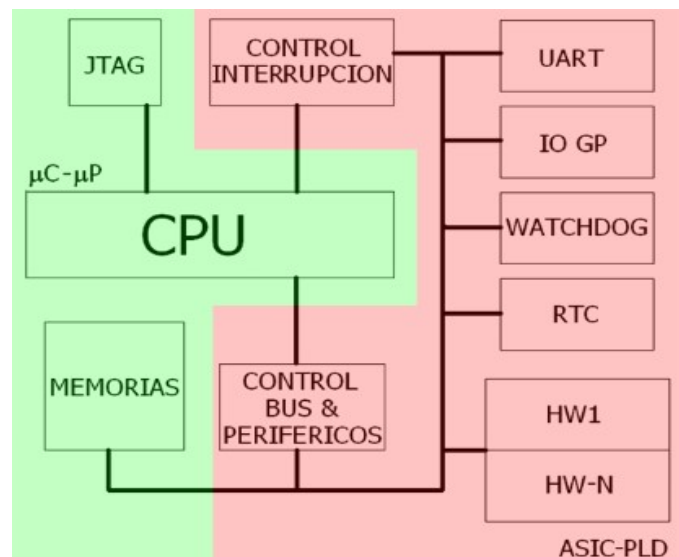 JTAG
CONTROL
INTERRUPCION
UART
IO GP
µC-µP
CPU
WATCHDOG
RTC
MEMORIAS
CONTROL
BUS &
PERIFERICOS
HW1
HW-N
ASIC-PLD